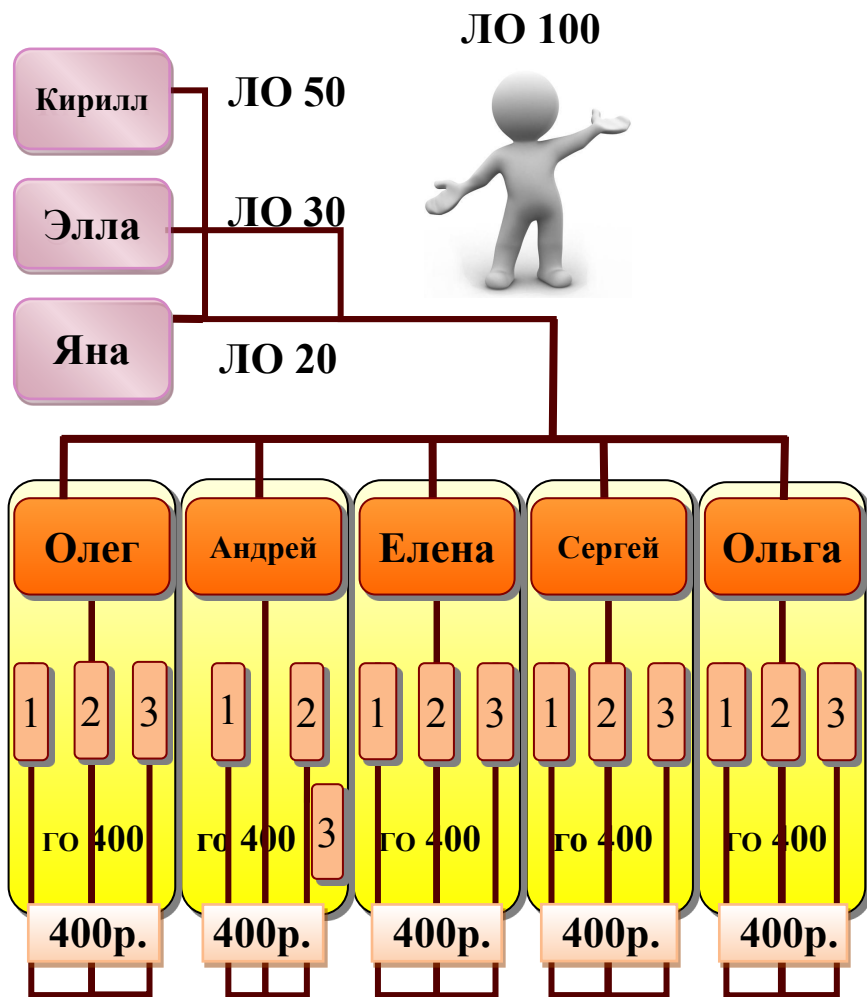 ЛО 100
Кирилл
ЛО 50
Элла
ЛО 30
Яна
ЛО 20
Олег
Андрей
Елена
Сергей
Ольга
1 2 3
1 2
1 2 3
1 2 3
1 2 3
3
ГО 400
го 400
ГО 400
го 400
ГО 400
400р.
400р.
400р.
400р.
400р.